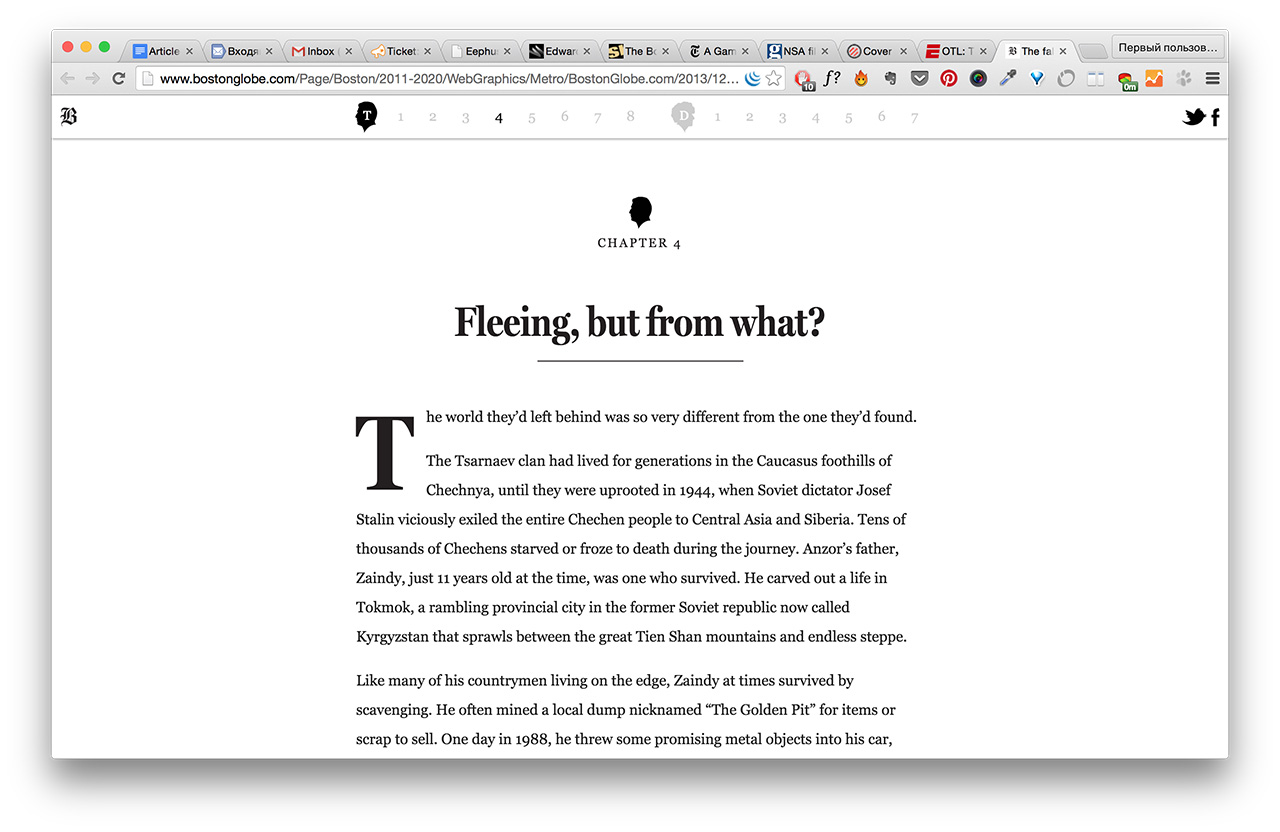 Article
Входя
Inbox
Ticket
Eephu
Edwar
The Bo
A Gam
NSA fil
Cover
OTL: T
The fa
Первый пользов...
www.bostonglobe.com/Page/Boston/2011-2020/WebGraphics/Metro/BostonGlobe.com/2013/12...
10
f?
0m
B
T 1 2 3 4 5 6 7 8 D 1 2 3 4 5 6 7
CHAPTER 4
Fleeing, but from what?
The world they’d left behind was so very different from the one they’d found.
The Tsarnaev clan had lived for generations in the Caucasus foothills of
Chechnya, until they were uprooted in 1944, when Soviet dictator Josef
Stalin viciously exiled the entire Chechen people to Central Asia and Siberia. Tens of
thousands of Chechens starved or froze to death during the journey. Anzor’s father,
Zaindy, just 11 years old at the time, was one who survived. He carved out a life in
Tokmok, a rambling provincial city in the former Soviet republic now called
Kyrgyzstan that sprawls between the great Tien Shan mountains and endless steppe.
Like many of his countrymen living on the edge, Zaindy at times survived by
scavenging. He often mined a local dump nicknamed “The Golden Pit” for items or
scrap to sell. One day in 1988, he threw some promising metal objects into his car,